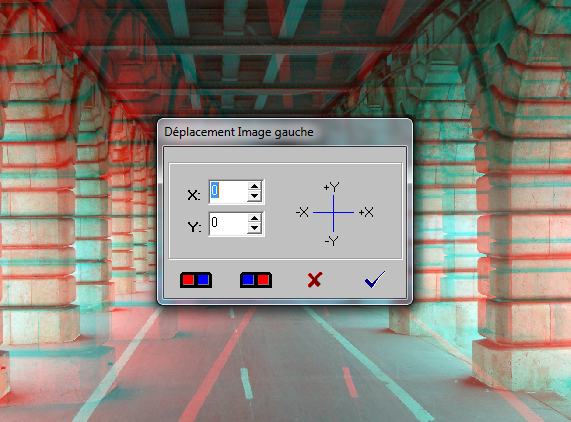 Déplacement Image gauche
+Y
X: 0
-X +X
Y: 0
-Y